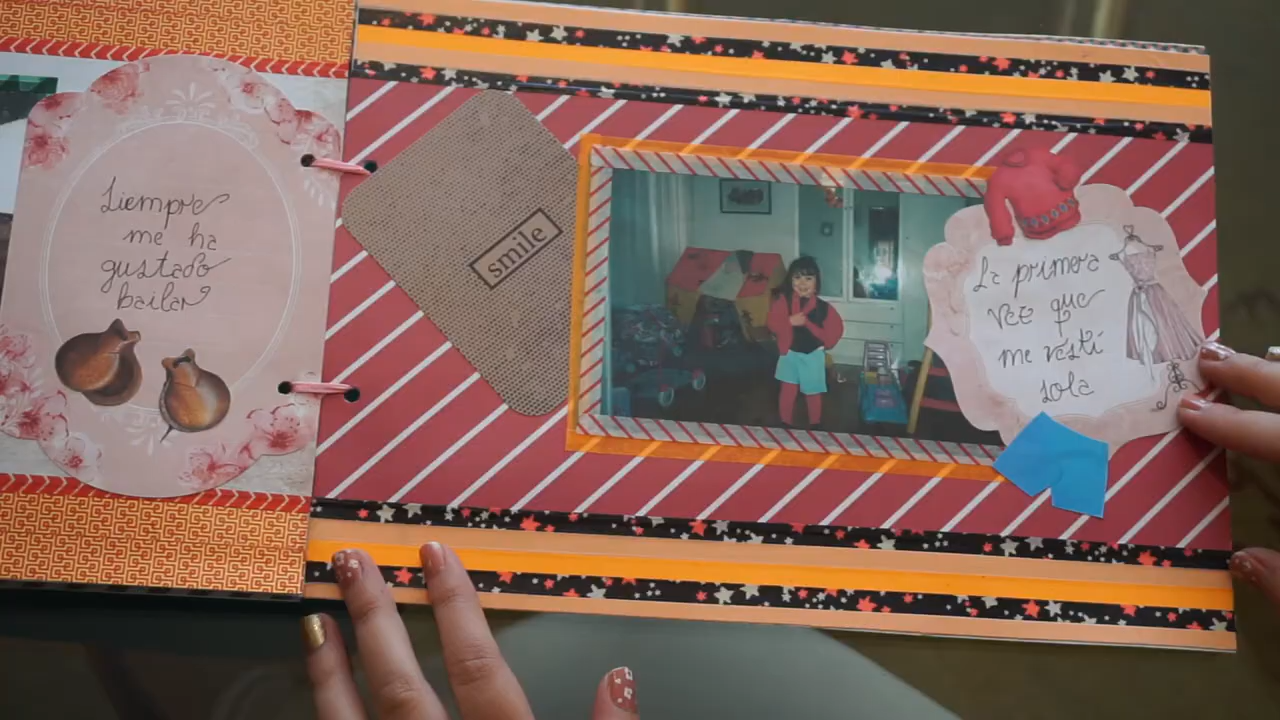 Siempre
me ha
gustado
bailar
smile
La primera
vez que
me vestí
sola